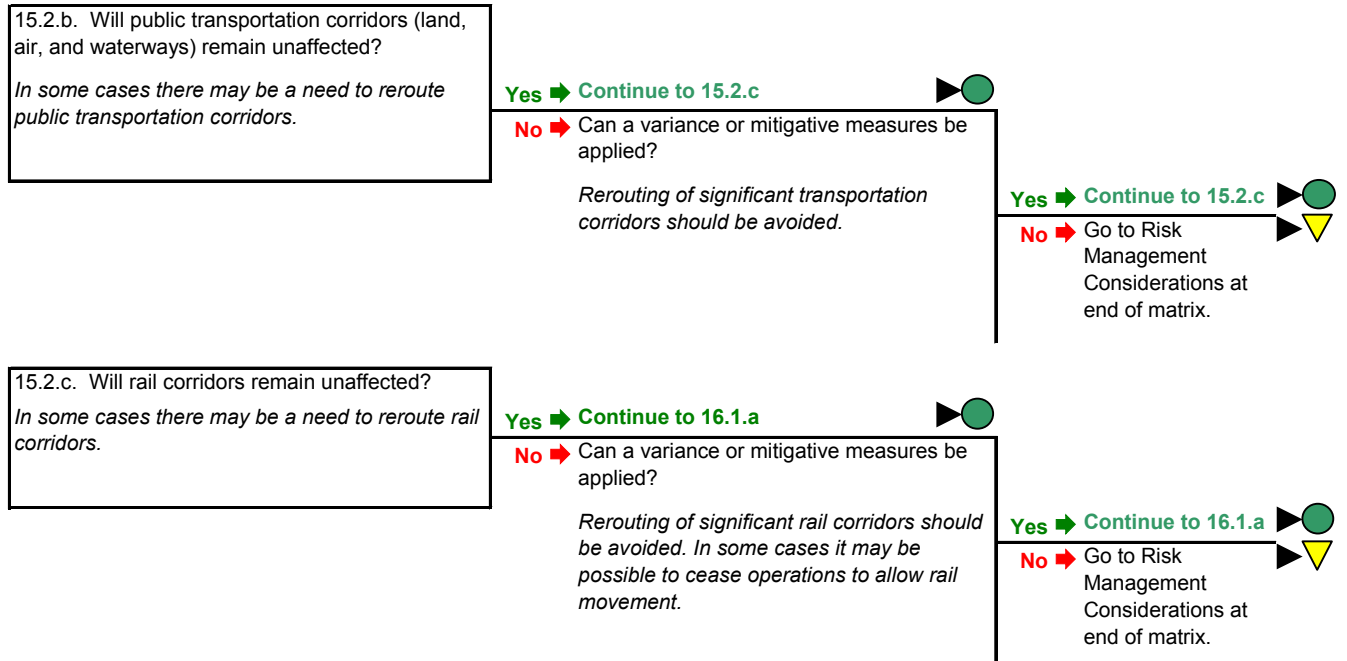 15.2.b. Will public transportation corridors (land,
air, and waterways) remain unaffected?
In some cases there may be a need to reroute
public transportation corridors.
Yes Continue to 15.2.c
No Can a variance or mitigative measures be
applied?
Rerouting of significant transportation
corridors should be avoided.
Yes Continue to 15.2.c
No Go to Risk
Management
Considerations at
end of matrix.
15.2.c. Will rail corridors remain unaffected?
In some cases there may be a need to reroute rail
corridors.
Yes Continue to 16.1.a
No Can a variance or mitigative measures be
applied?
Rerouting of significant rail corridors should
be avoided. In some cases it may be
possible to cease operations to allow rail
movement.
Yes Continue to 16.1.a
No Go to Risk
Management
Considerations at
end of matrix.